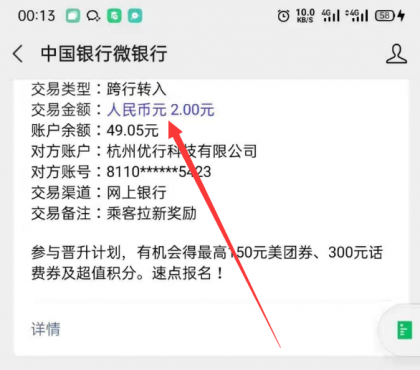 00:13 10.0 KB/S 4G 4G 58
中国银行微银行
交易类型：跨行转入
交易金额：人民币元 2.00元
账户余额：49.05元
对方账户：杭州优行科技有限公司
对方账号：8110******5423
交易渠道：网上银行
交易备注：乘客拉新奖励
参与晋升计划，有机会得最高150元美团券、300元话
费券及超值积分。速点报名！
详情